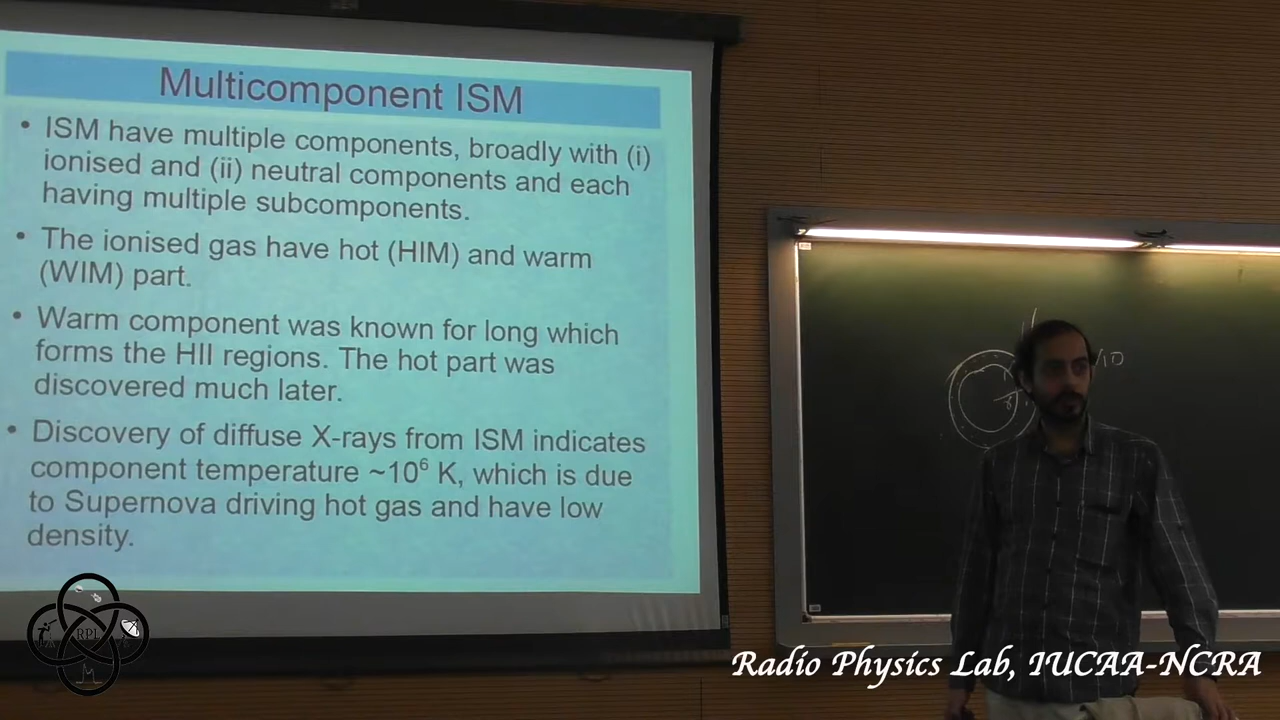 Multicomponent ISM
• ISM have multiple components, broadly with (i)
ionised and (ii) neutral components and each
having multiple subcomponents.
• The ionised gas have hot (HIM) and warm
(WIM) part.
• Warm component was known for long which
forms the HII regions. The hot part was
discovered much later.
• Discovery of diffuse X-rays from ISM indicates
component temperature ~10⁶ K, which is due
to Supernova driving hot gas and have low
density.
RPL
Radio Physics Lab, IUCAA-NCRA